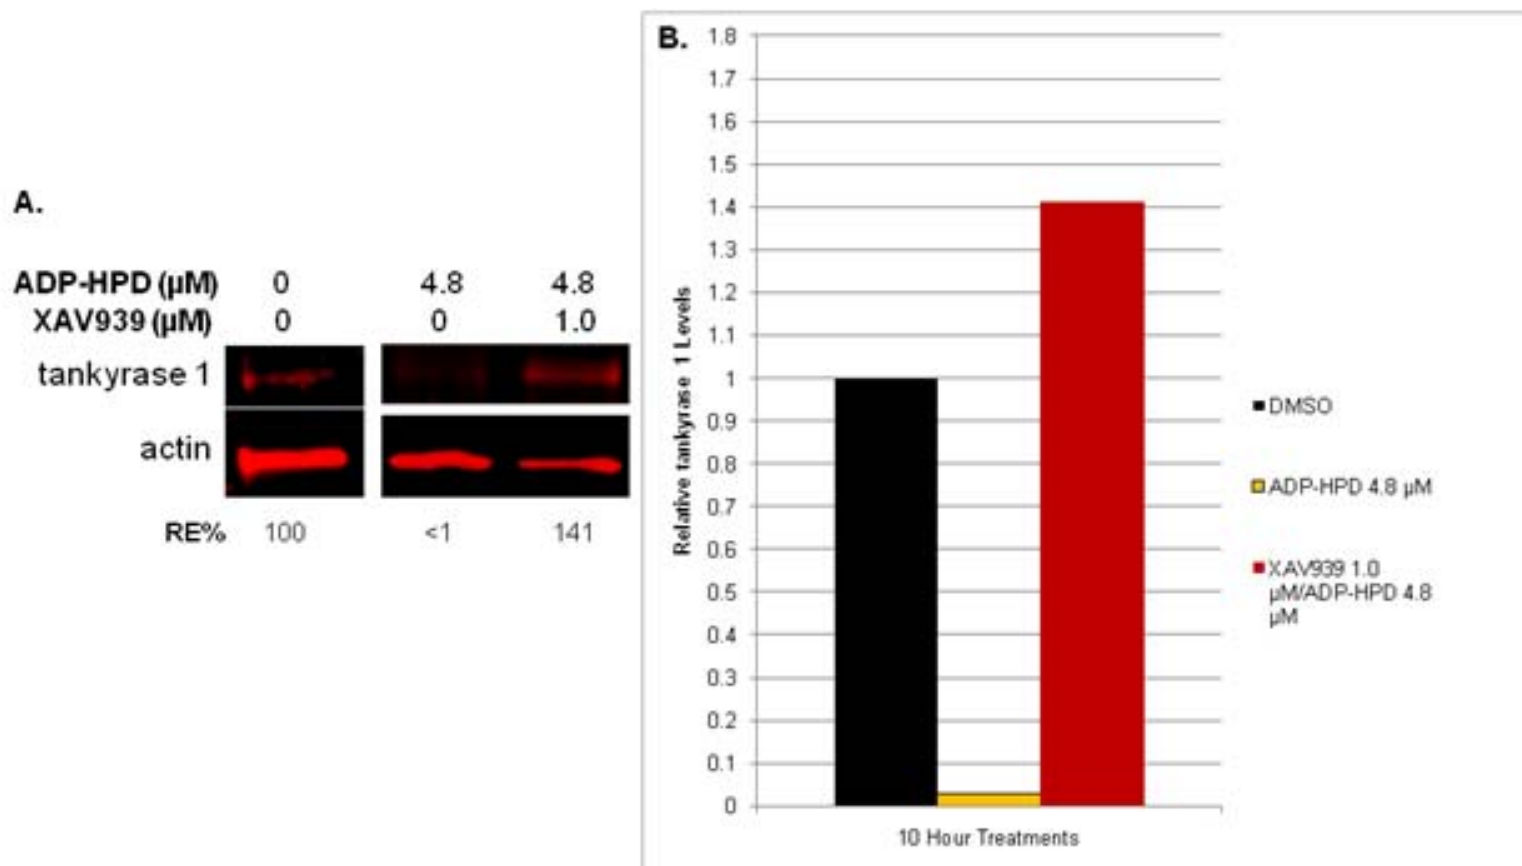 A.
ADP-HPD (µM) 0 4.8 4.8
XAV939 (µM) 0 0 1.0
tankyrase 1
actin
RE% 100 <1 141
B.
Relative tankyrase 1 Levels
1.8
1.7
1.6
1.5
1.4
1.3
1.2
1.1
1
0.9
0.8
0.7
0.6
0.5
0.4
0.3
0.2
0.1
0
10 Hour Treatments
DMSO
ADP-HPD 4.8 µM
XAV939 1.0
µM/ADP-HPD 4.8
µM